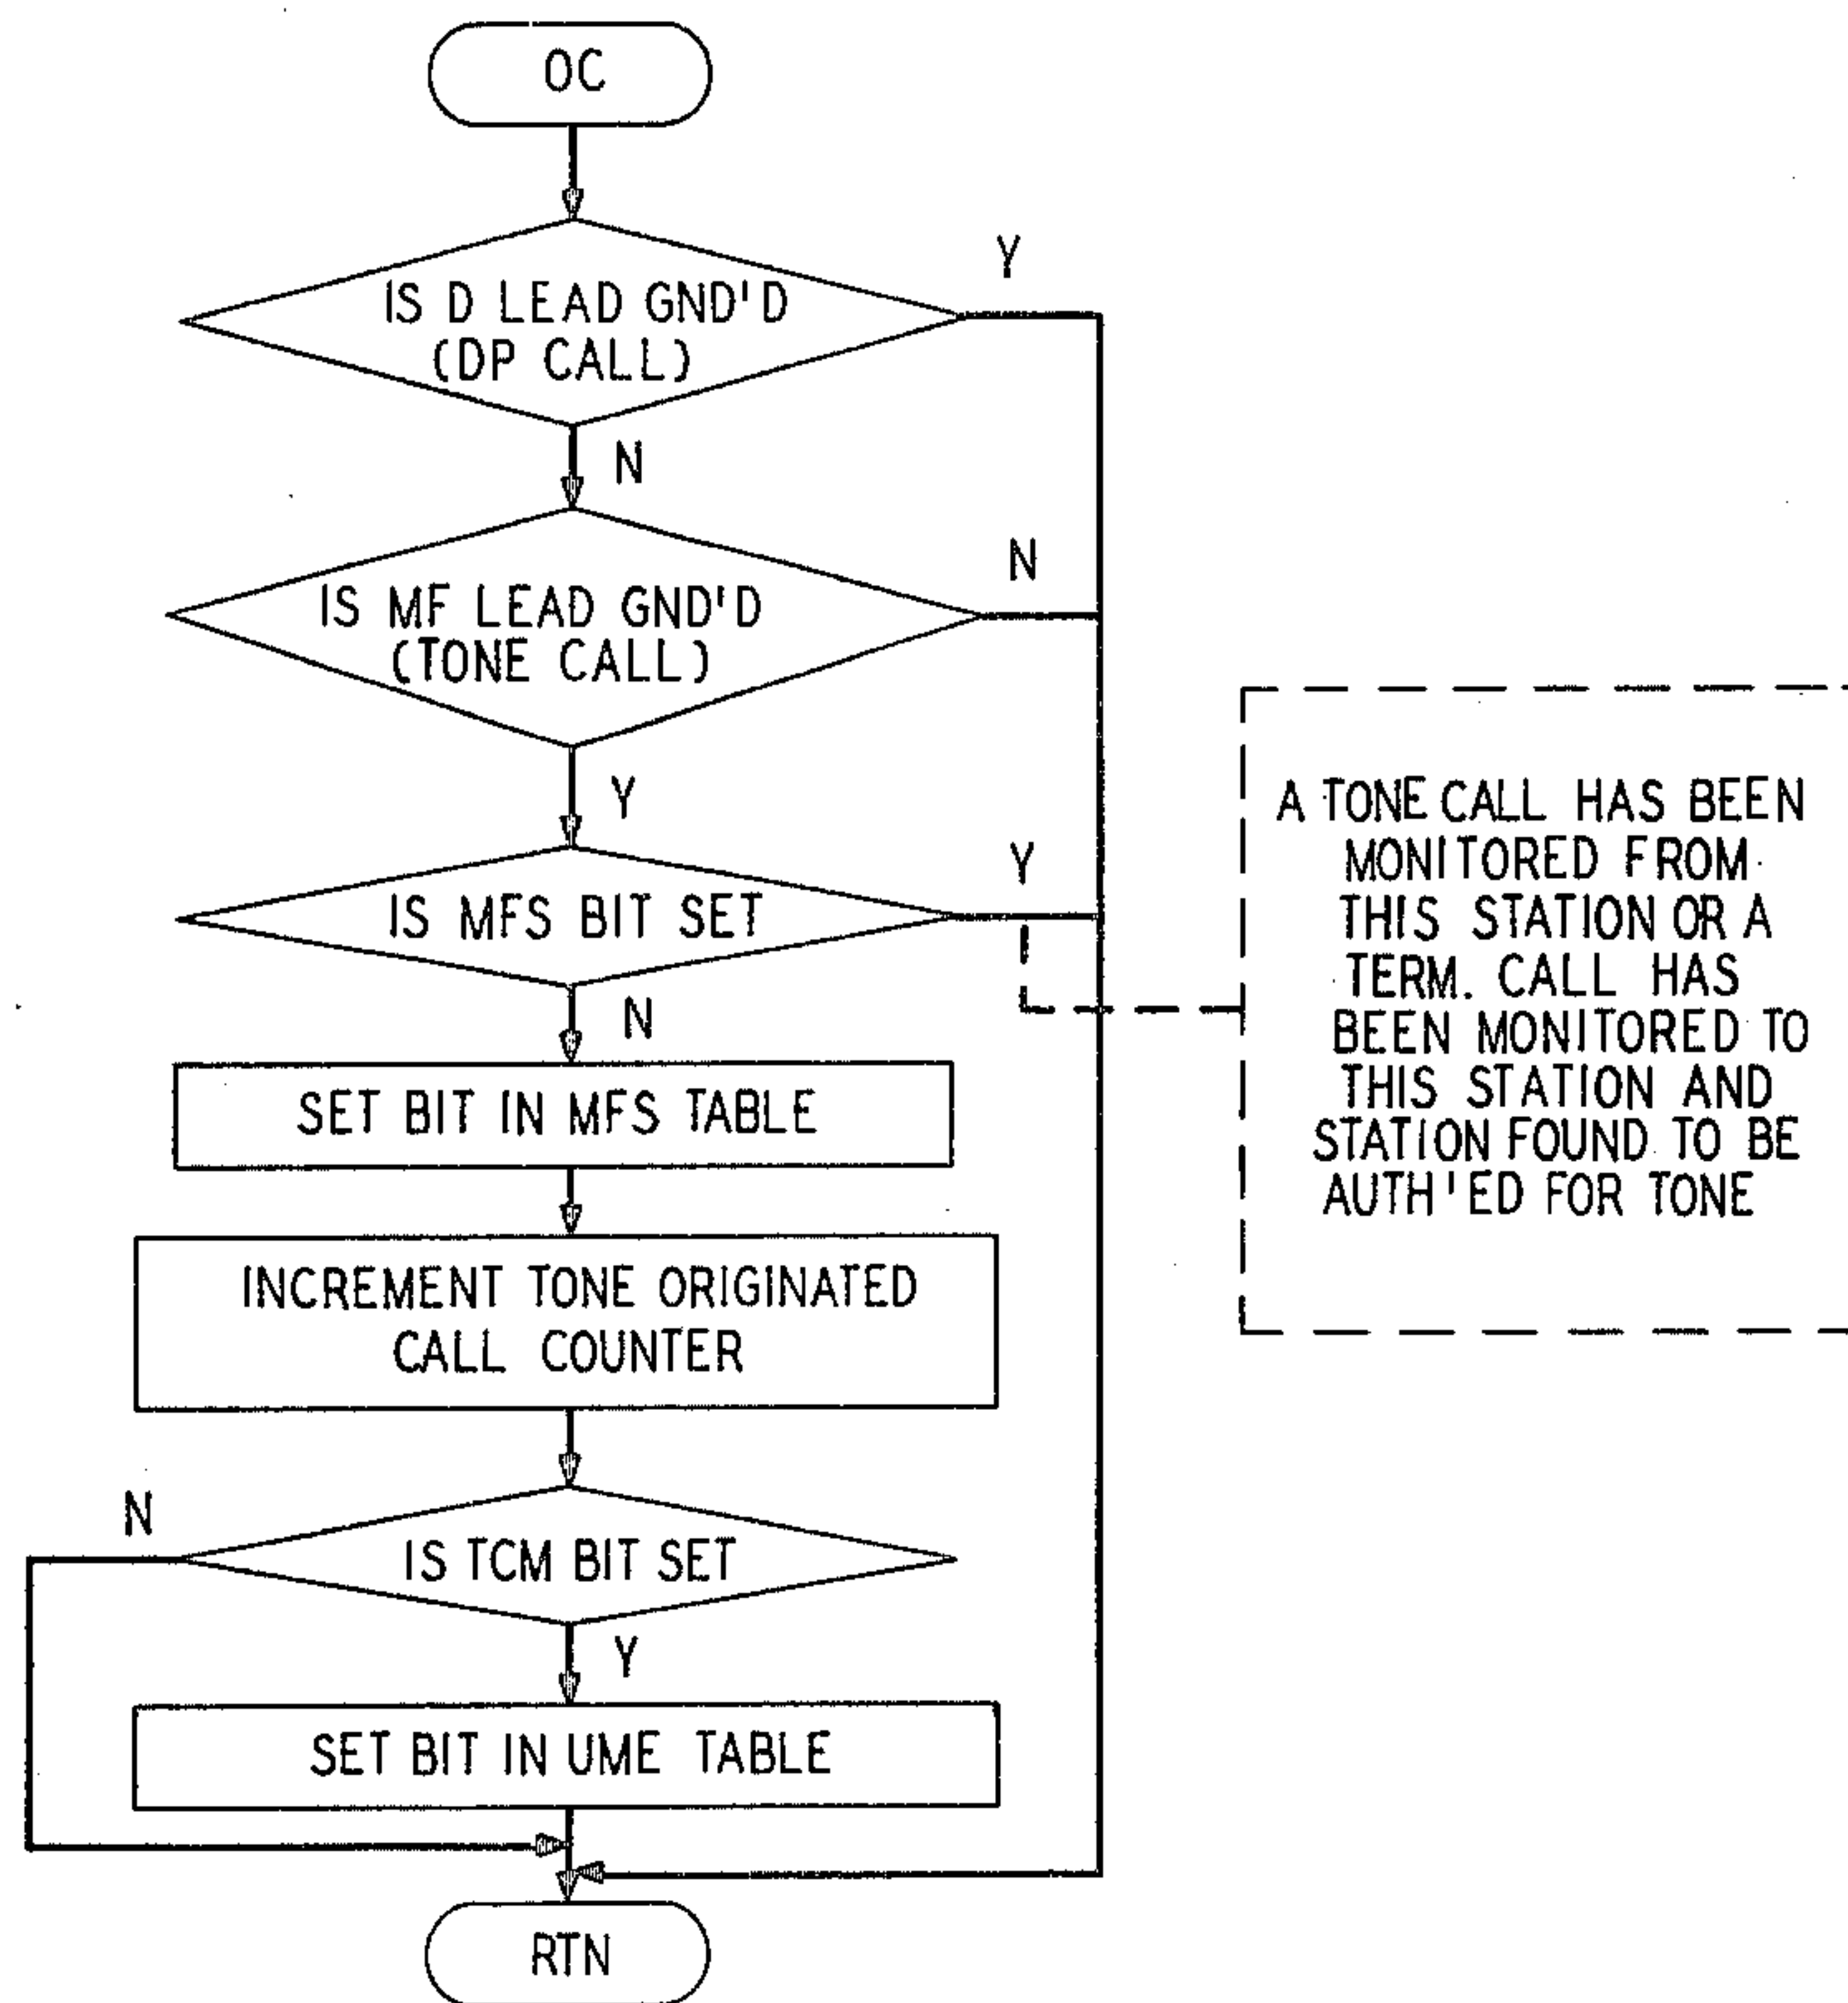 OC
IS D LEAD GND'D
(DP CALL)
Y
N
IS MF LEAD GND'D
(TONE CALL)
N
Y
IS MFS BIT SET
Y
N
A TONE CALL HAS BEEN
MONITORED FROM
THIS STATION OR A
TERM. CALL HAS
BEEN MONITORED TO
THIS STATION AND
STATION FOUND TO BE
AUTH'ED FOR TONE
SET BIT IN MFS TABLE
INCREMENT TONE ORIGINATED
CALL COUNTER
IS TCM BIT SET
N
Y
SET BIT IN UME TABLE
RTN